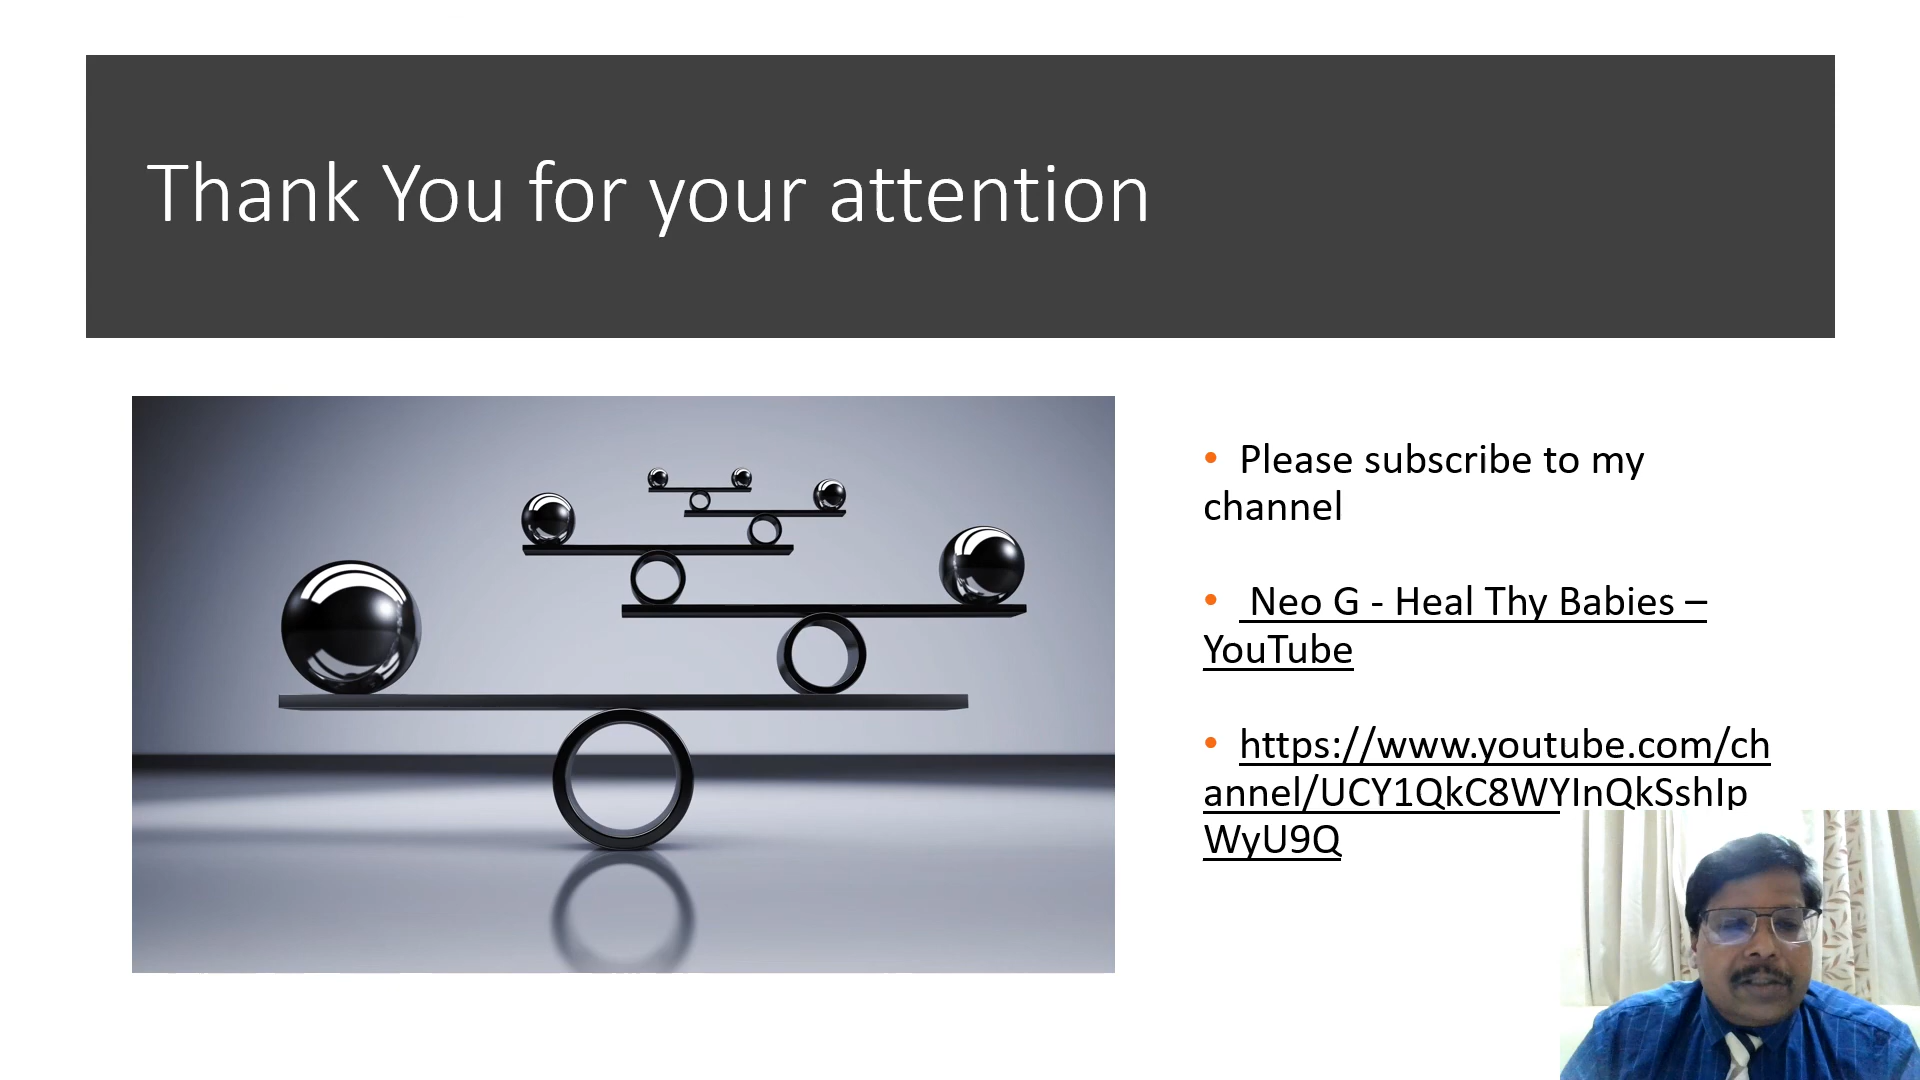 Thank You for your attention
• Please subscribe to my
channel
• Neo G - Heal Thy Babies –
YouTube
• https://www.youtube.com/ch
annel/UCY1QkC8WYInQkSshIp
WyU9Q